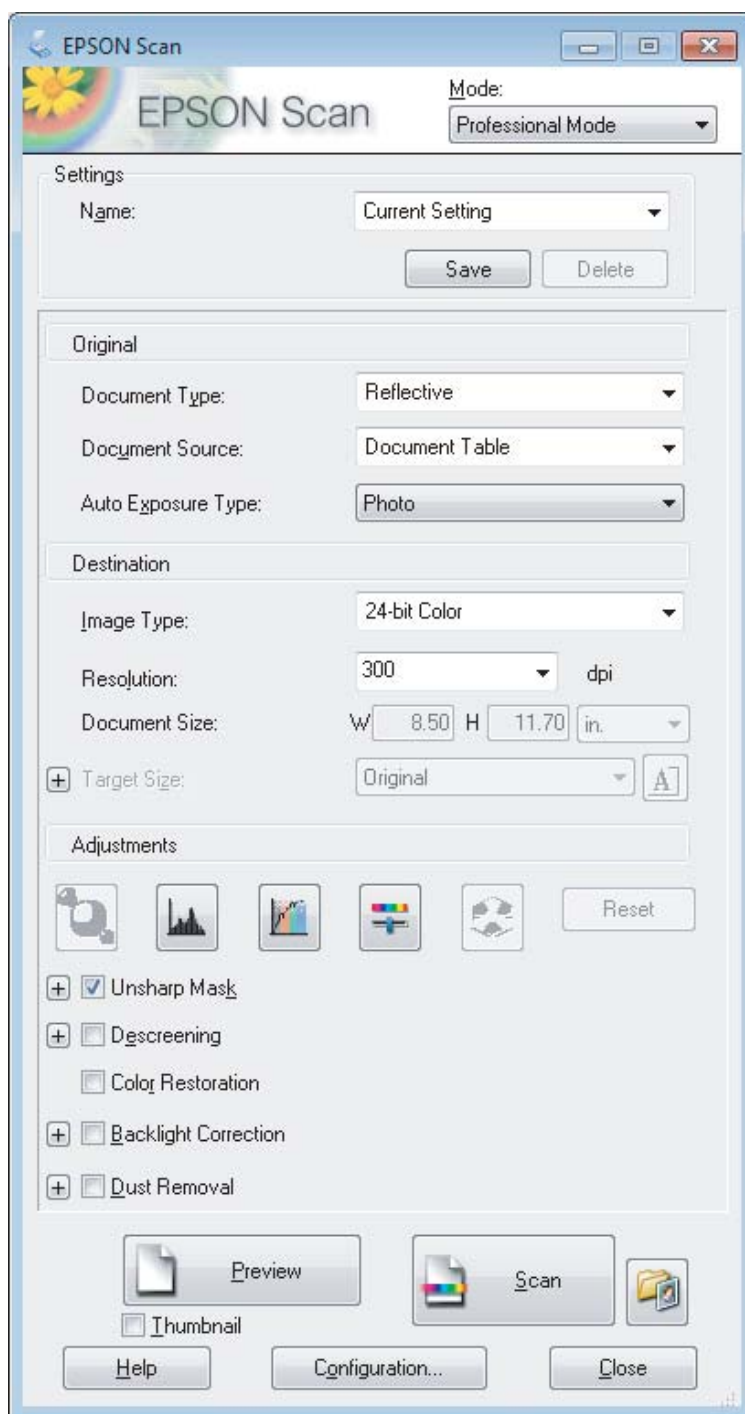 EPSON Scan
EPSON Scan
Mode:
Professional Mode
Settings
Name:
Current Setting
Save
Delete
Original
Document Type:
Reflective
Document Source:
Document Table
Auto Exposure Type:
Photo
Destination
Image Type:
24-bit Color
Resolution:
300
dpi
Document Size:
W 8.50 H 11.70 in.
Target Size:
Original
A
Adjustments
Reset
Unsharp Mask
Descreening
Color Restoration
Backlight Correction
Dust Removal
Preview
Scan
Thumbnail
Help
Configuration...
Close